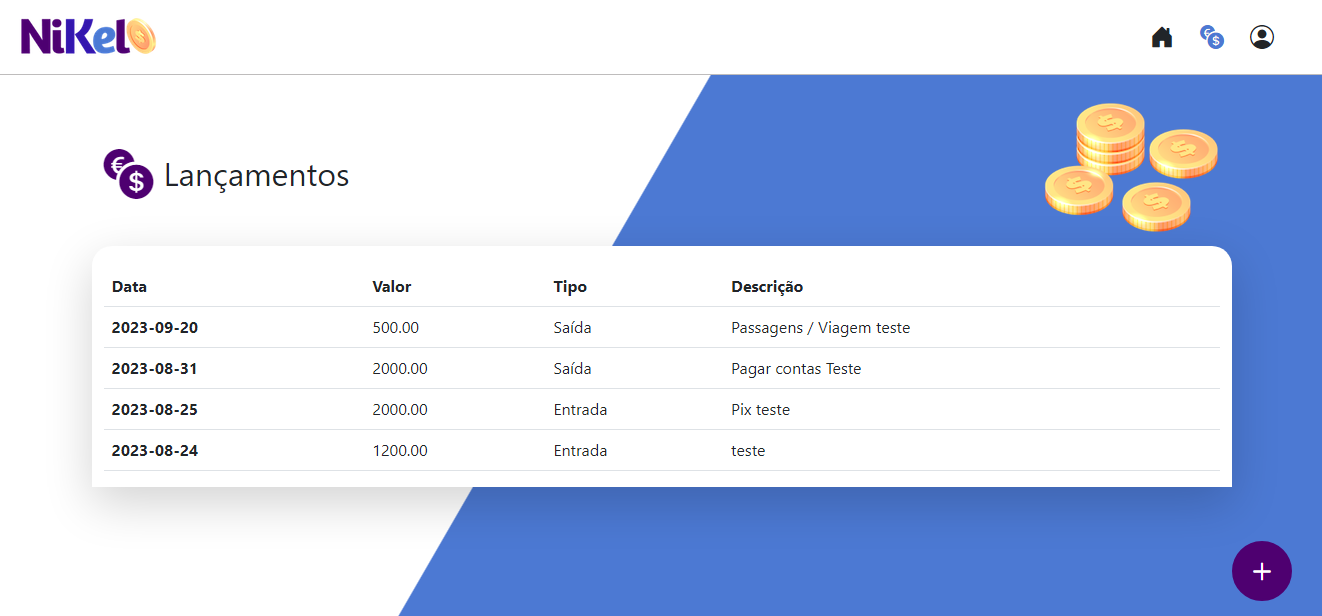 NiKelo
Lançamentos
Data Valor Tipo Descrição
2023-09-20 500.00 Saída Passagens / Viagem teste
2023-08-31 2000.00 Saída Pagar contas Teste
2023-08-25 2000.00 Entrada Pix teste
2023-08-24 1200.00 Entrada teste